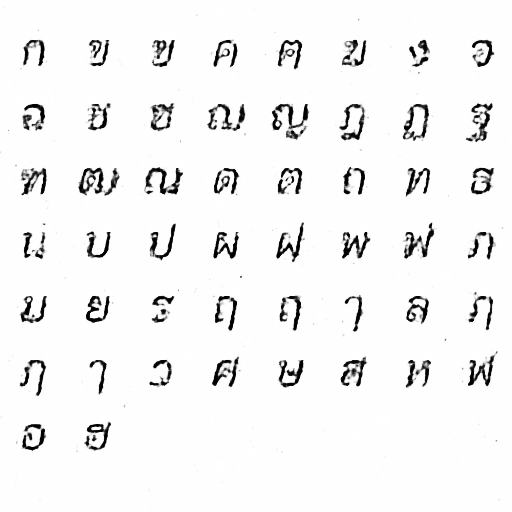 ก ข ฃ ค ฅ ฆ ง จ
ฉ ช ซ ฌ ญ ฎ ฏ ฐ
ฑ ฒ ณ ด ต ถ ท ธ
น บ ป ผ ฝ พ ฟ ภ
ม ย ร ฤ ฤ ๅ ล ฦ
ฦ ๅ ว ศ ษ ส ห ฬ
อ ฮ